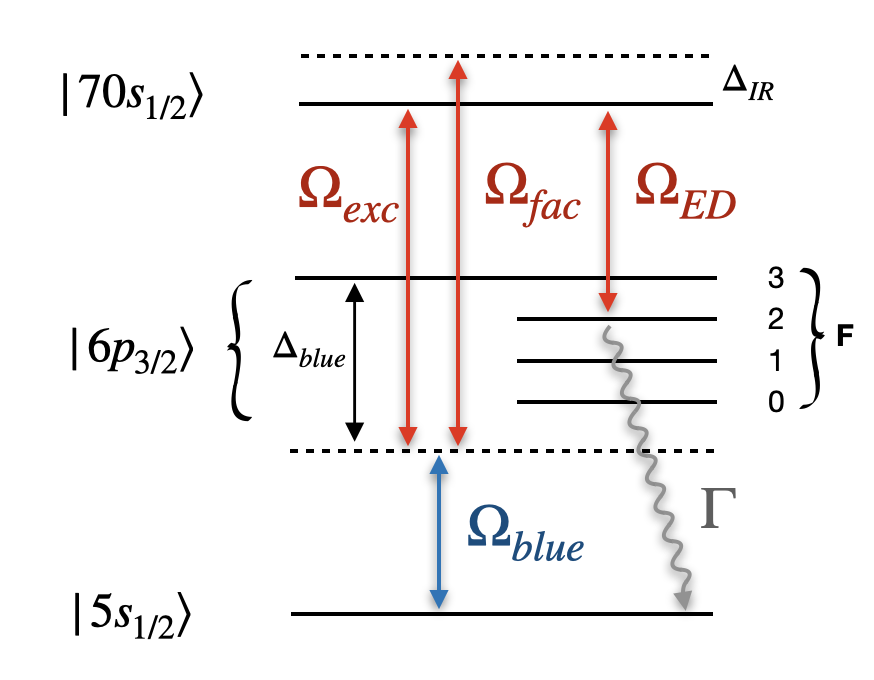 |70s1/2⟩
ΔIR
Ωexc
Ωfac
ΩED
|6p3/2⟩
Δblue
3
2
1
0
F
Ωblue
Γ
|5s1/2⟩